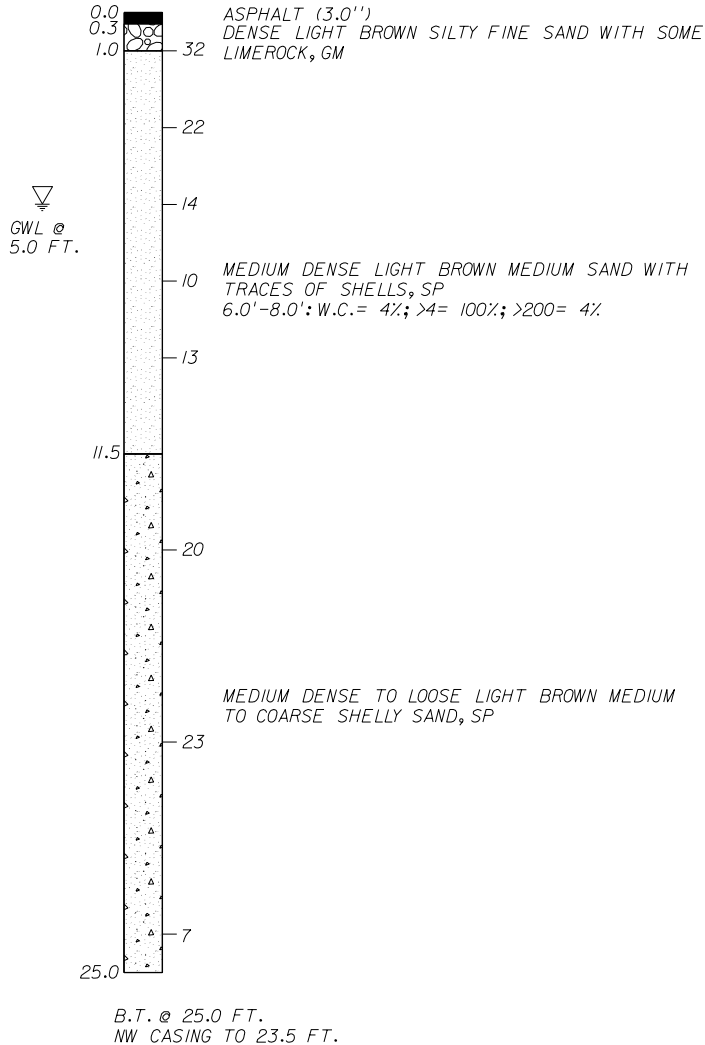 0.0
ASPHALT (3.0'')
0.3
DENSE LIGHT BROWN SILTY FINE SAND WITH SOME
1.0
32
LIMEROCK, GM
22
14
GWL @
5.0 FT.
10
MEDIUM DENSE LIGHT BROWN MEDIUM SAND WITH
TRACES OF SHELLS, SP
6.0'-8.0': W.C.= 4%; >4= 100%; >200= 4%
13
11.5
20
MEDIUM DENSE TO LOOSE LIGHT BROWN MEDIUM
TO COARSE SHELLY SAND, SP
23
7
25.0
B.T. @ 25.0 FT.
NW CASING TO 23.5 FT.